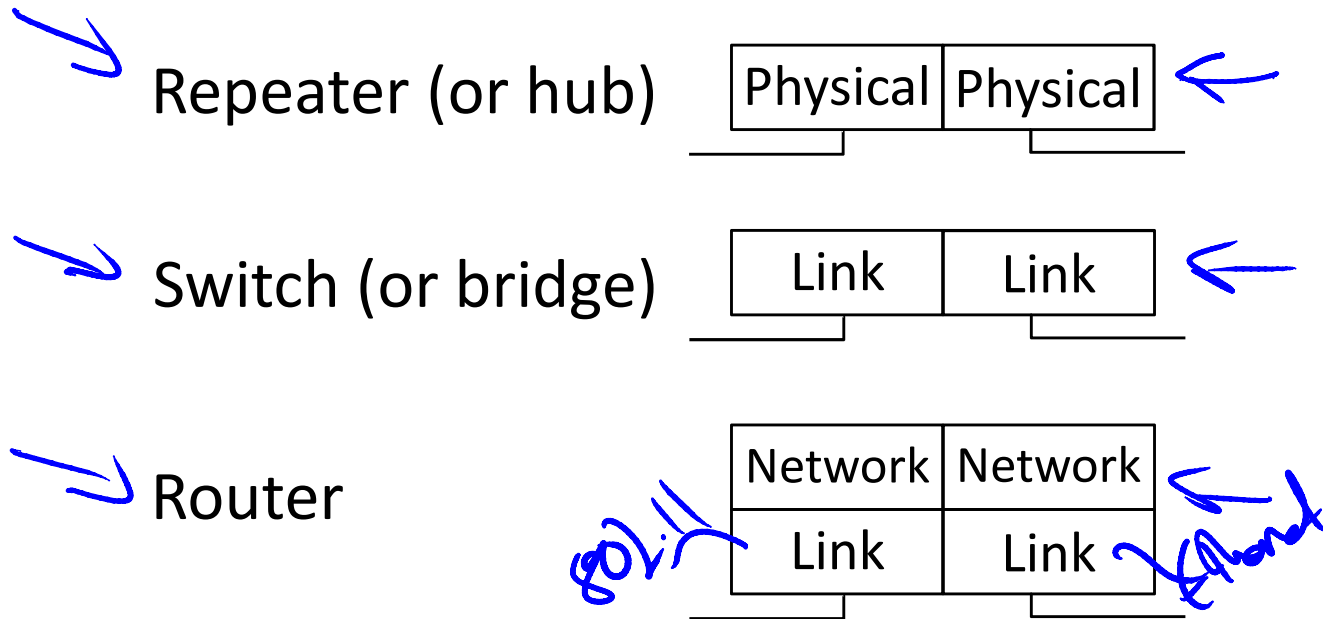 Repeater (or hub)
Physical Physical
Switch (or bridge)
Link Link
Router
Network Network
802.11
Link Link
Ethernet